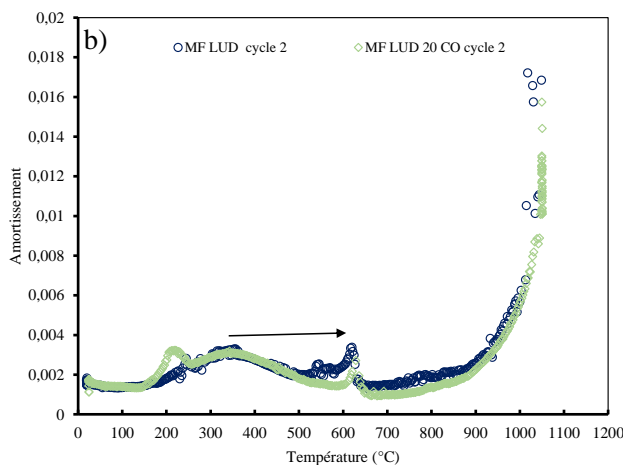 b)
MF LUD cycle 2
MF LUD 20 CO cycle 2
0,02
0,018
0,016
0,014
0,012
0,01
0,008
0,006
0,004
0,002
0
Amortissement
0 100 200 300 400 500 600 700 800 900 1000 1100 1200
Température (°C)